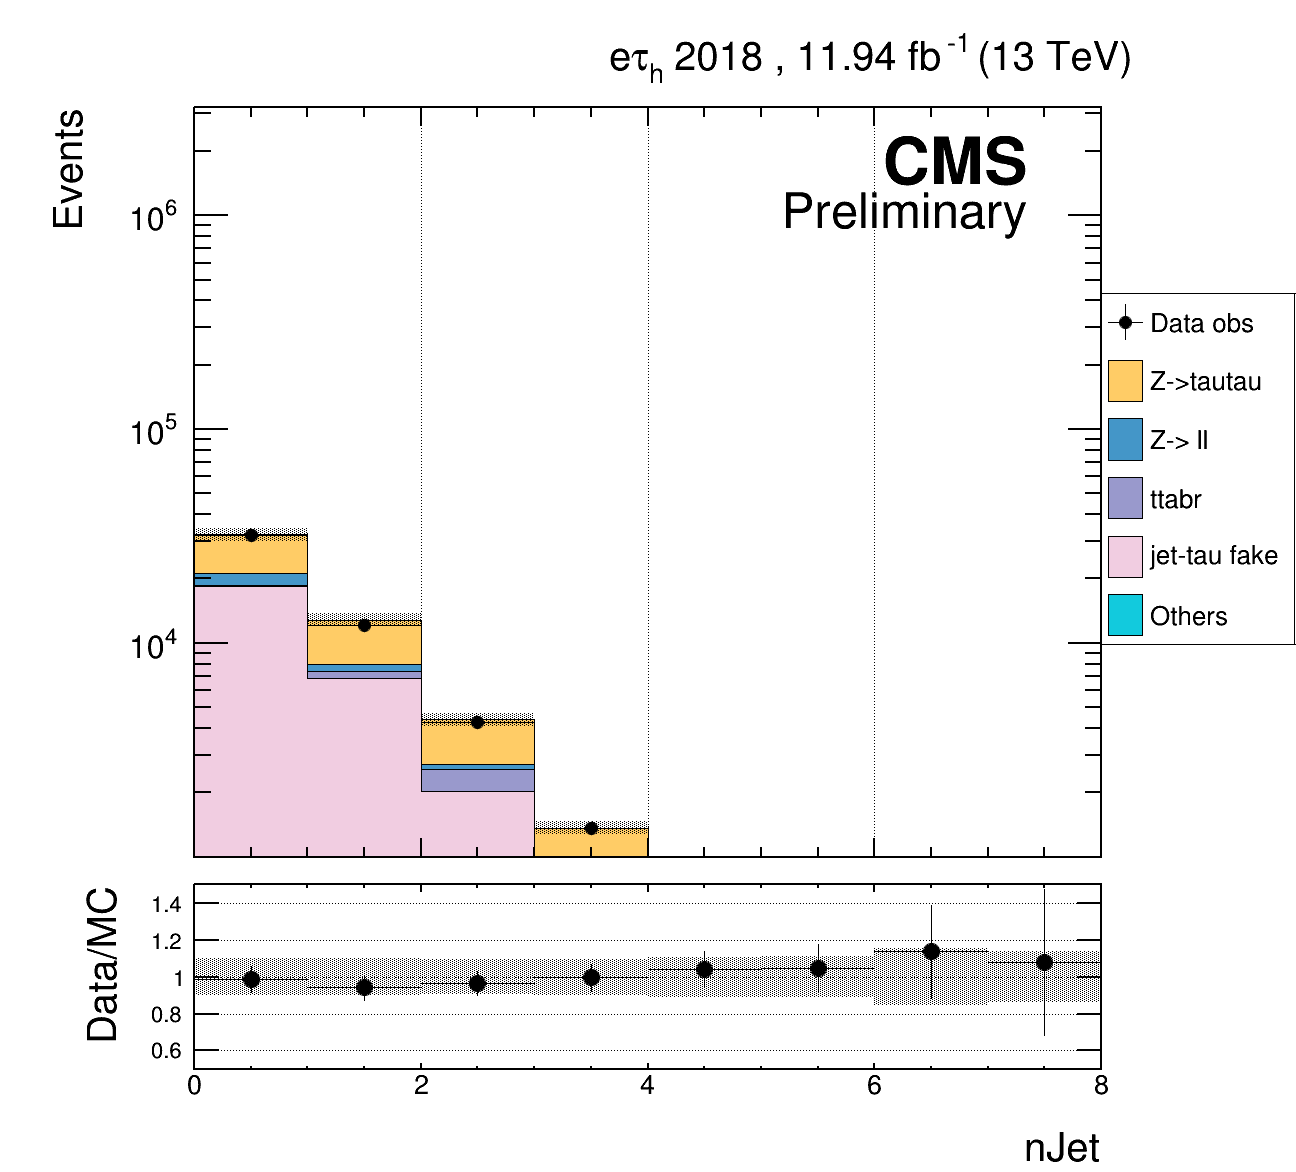 eτh 2018 , 11.94 fb-1 (13 TeV)
Events
CMS
Preliminary
10^6
10^5
10^4
Data obs
Z->tautau
Z-> ll
ttabr
jet-tau fake
Others
Data/MC
1.4
1.2
1
0.8
0.6
0 2 4 6 8
nJet